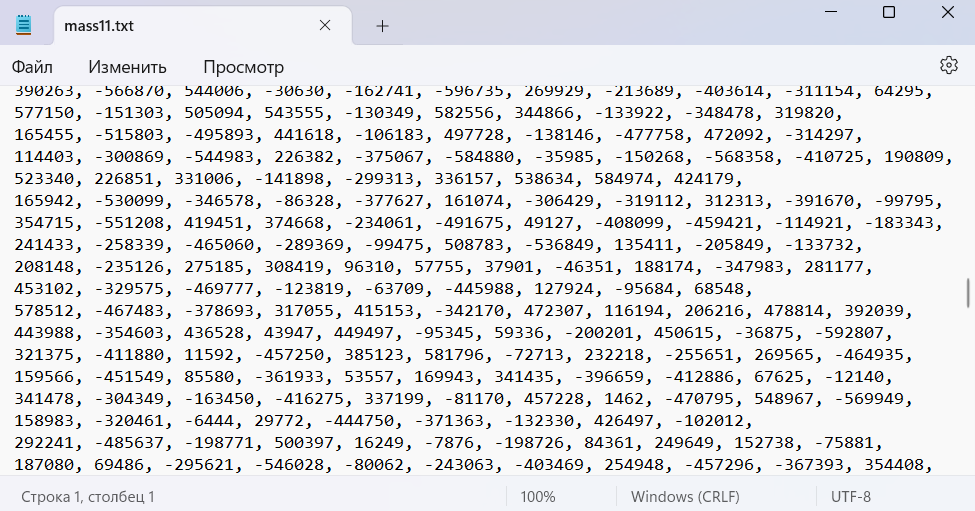 mass11.txt
Файл Изменить Просмотр
390263, -566870, 544006, -30630, -162741, -596735, 269929, -213689, -403614, -311154, 64295,
577150, -151303, 505094, 543555, -130349, 582556, 344866, -133922, -348478, 319820,
165455, -515803, -495893, 441618, -106183, 497728, -138146, -477758, 472092, -314297,
114403, -300869, -544983, 226382, -375067, -584880, -35985, -150268, -568358, -410725, 190809,
523340, 226851, 331006, -141898, -299313, 336157, 538634, 584974, 424179,
165942, -530099, -346578, -86328, -377627, 161074, -306429, -319112, 312313, -391670, -99795,
354715, -551208, 419451, 374668, -234061, -491675, 49127, -408099, -459421, -114921, -183343,
241433, -258339, -465060, -289369, -99475, 508783, -536849, 135411, -205849, -133732,
208148, -235126, 275185, 308419, 96310, 57755, 37901, -46351, 188174, -347983, 281177,
453102, -329575, -469777, -123819, -63709, -445988, 127924, -95684, 68548,
578512, -467483, -378693, 317055, 415153, -342170, 472307, 116194, 206216, 478814, 392039,
443988, -354603, 436528, 43947, 449497, -95345, 59336, -200201, 450615, -36875, -592807,
321375, -411880, 11592, -457250, 385123, 581796, -72713, 232218, -255651, 269565, -464935,
159566, -451549, 85580, -361933, 53557, 169943, 341435, -396659, -412886, 67625, -12140,
341478, -304349, -163450, -416275, 337199, -81170, 457228, 1462, -470795, 548967, -569949,
158983, -320461, -6444, 29772, -444750, -371363, -132330, 426497, -102012,
292241, -485637, -198771, 500397, 16249, -7876, -198726, 84361, 249649, 152738, -75881,
187080, 69486, -295621, -546028, -80062, -243063, -403469, 254948, -457296, -367393, 354408,
Строка 1, столбец 1 100% Windows (CRLF) UTF-8